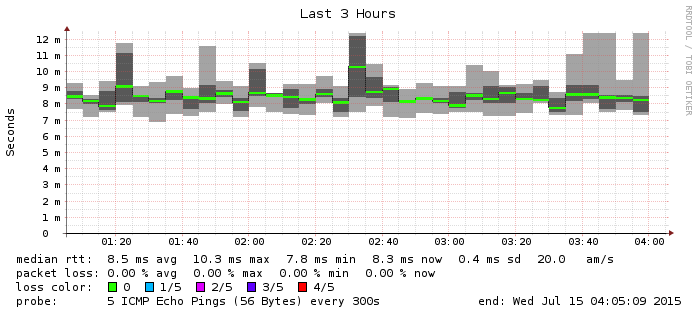 Last 3 Hours
RRDTOOL / TOBI OETIKER
Seconds
12 m
11 m
10 m
9 m
8 m
7 m
6 m
5 m
4 m
3 m
2 m
1 m
0
01:20 01:40 02:00 02:20 02:40 03:00 03:20 03:40 04:00
median rtt: 8.5 ms avg 10.3 ms max 7.8 ms min 8.3 ms now 0.4 ms sd 20.0 am/s
packet loss: 0.00 % avg 0.00 % max 0.00 % min 0.00 % now
loss color: 0 1/5 2/5 3/5 4/5
probe: 5 ICMP Echo Pings (56 Bytes) every 300s end: Wed Jul 15 04:05:09 2015